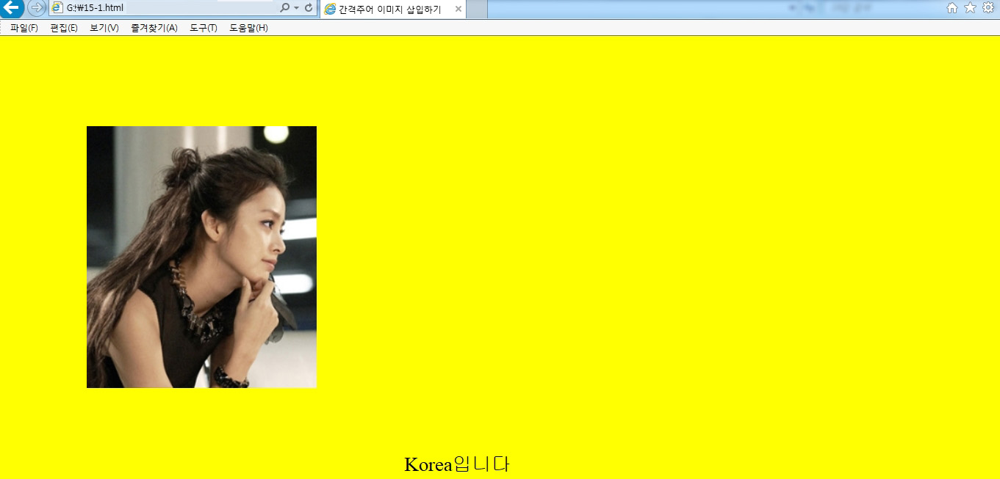 G:₩15-1.html
간격주어 이미지 삽입하기
파일(F) 편집(E) 보기(V) 즐겨찾기(A) 도구(T) 도움말(H)
Korea입니다